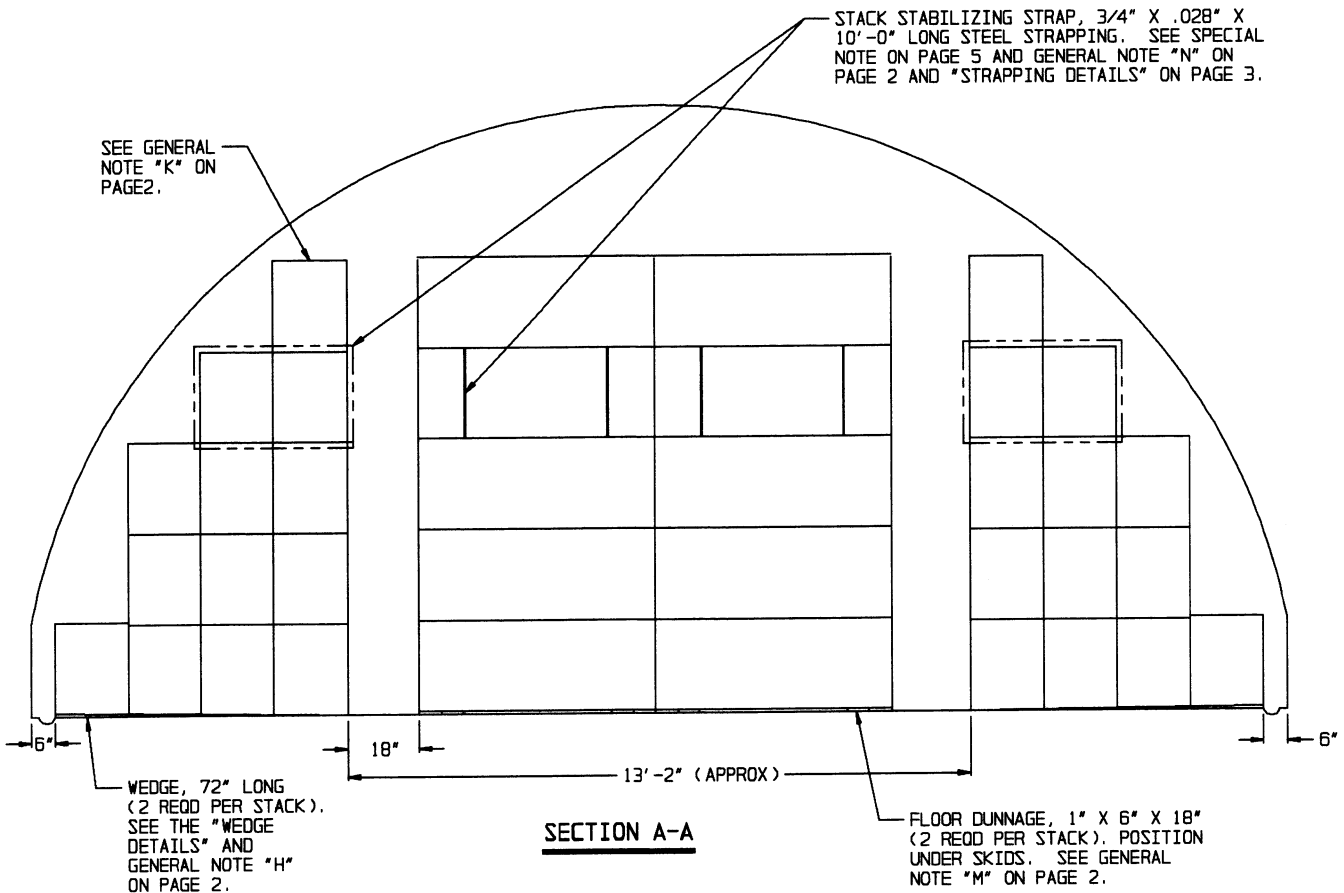 STACK STABILIZING STRAP, 3/4" X .028" X
10'-0" LONG STEEL STRAPPING. SEE SPECIAL
NOTE ON PAGE 5 AND GENERAL NOTE "N" ON
PAGE 2 AND "STRAPPING DETAILS" ON PAGE 3.
SEE GENERAL
NOTE "K" ON
PAGE2.
6"
18"
13'-2" (APPROX)
6"
WEDGE, 72" LONG
(2 REQD PER STACK).
SEE THE "WEDGE
DETAILS" AND
GENERAL NOTE "H"
ON PAGE 2.
SECTION A-A
FLOOR DUNNAGE, 1" X 6" X 18"
(2 REQD PER STACK). POSITION
UNDER SKIDS. SEE GENERAL
NOTE "M" ON PAGE 2.